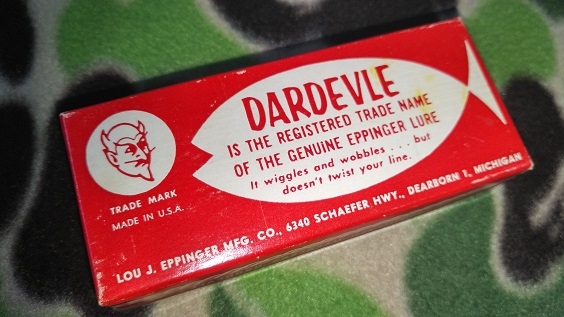 DARDEVLE
IS THE REGISTERED TRADE NAME
OF THE GENUINE EPPINGER LURE
It wiggles and wobbles . . . but
doesn't twist your line.
TRADE MARK
MADE IN U.S.A.
LOU J. EPPINGER MFG. CO., 6340 SCHAEFER HWY., DEARBORN 1, MICHIGAN